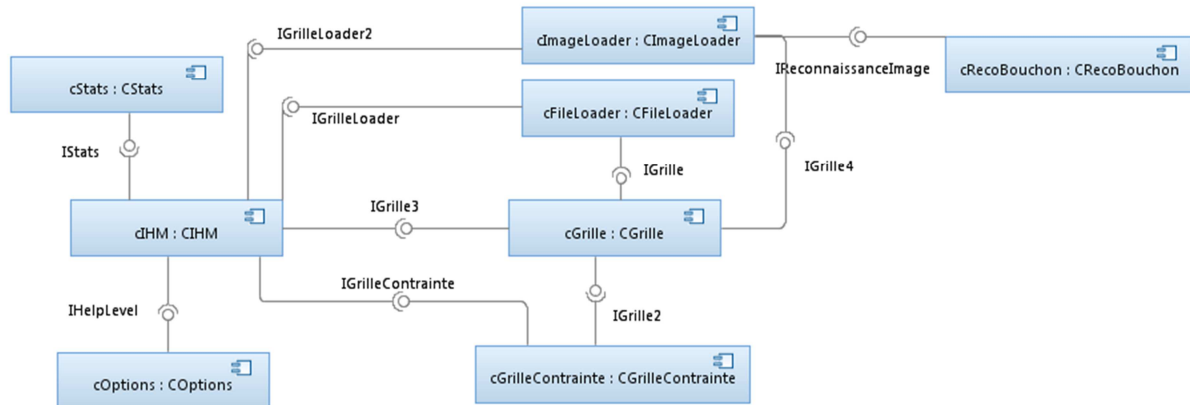 IGrilleLoader2
cImageLoader : CImageLoader
IReconnaissanceImage
cRecoBouchon : CRecoBouchon
cStats : CStats
IGrilleLoader
cFileLoader : CFileLoader
IStats
IGrille
IGrille4
IGrille3
cIHM : CIHM
cGrille : CGrille
IGrilleContrainte
IHelpLevel
IGrille2
cOptions : COptions
cGrilleContrainte : CGrilleContrainte